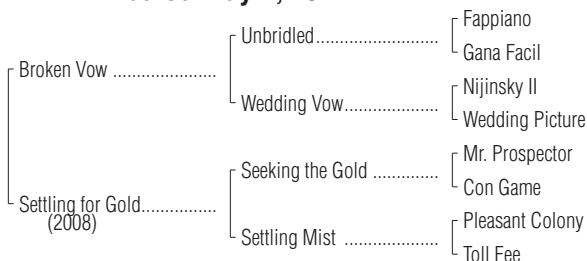 Fappiano
Unbridled
Gana Facil
Broken Vow
Nijinsky II
Wedding Vow
Wedding Picture
Mr. Prospector
Seeking the Gold
Con Game
Settling for Gold
(2008)
Pleasant Colony
Settling Mist
Toll Fee